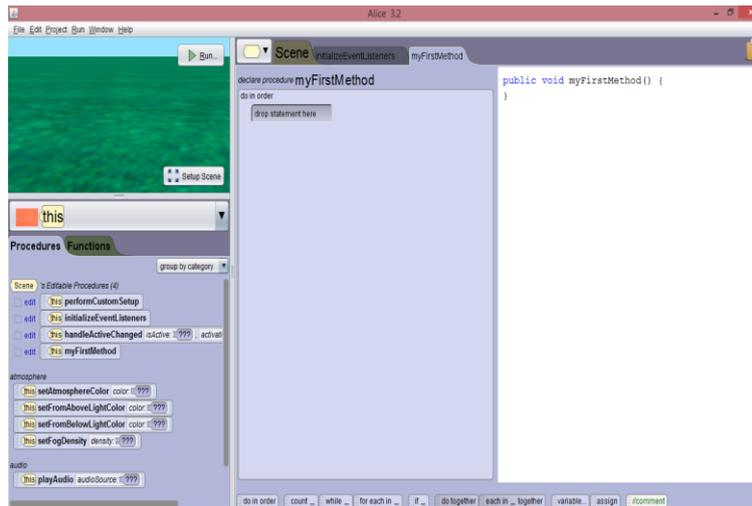 Alice 3.2
File Edit Project Run Window Help
Run...
Setup Scene
this
Procedures Functions
group by category
Scene 's Editable Procedures (4)
edit this performCustomSetup
edit this initializeEventListeners
edit this handleActiveChanged isActive: ??? , activati
edit this myFirstMethod
atmosphere
this setAtmosphereColor color: ???
this setFromAboveLightColor color: ???
this setFromBelowLightColor color: ???
this setFogDensity density: ???
audio
this playAudio audioSource: ???
Scene initializeEventListeners myFirstMethod
declare procedure myFirstMethod
do in order
drop statement here
do in order count _ while _ for each in _ if _ do together each in _ together variable... assign //comment
public void myFirstMethod() {
}